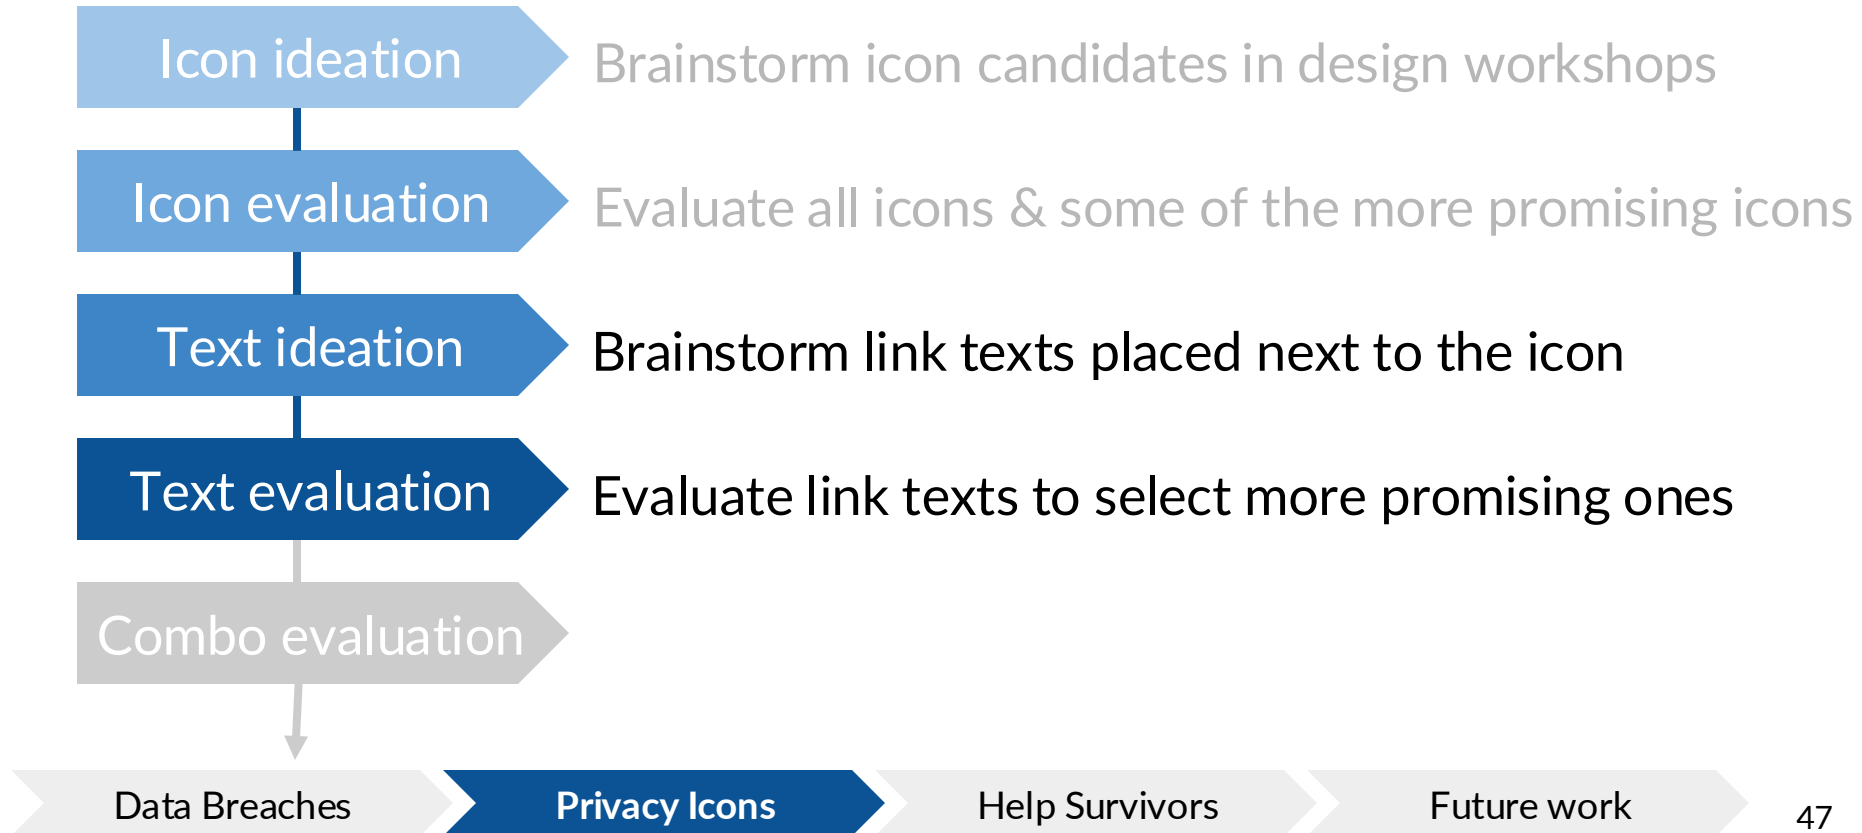 Icon ideation
Brainstorm icon candidates in design workshops
Icon evaluation
Evaluate all icons & some of the more promising icons
Text ideation
Brainstorm link texts placed next to the icon
Text evaluation
Evaluate link texts to select more promising ones
Combo evaluation
Data Breaches
Privacy Icons
Help Survivors
Future work
47